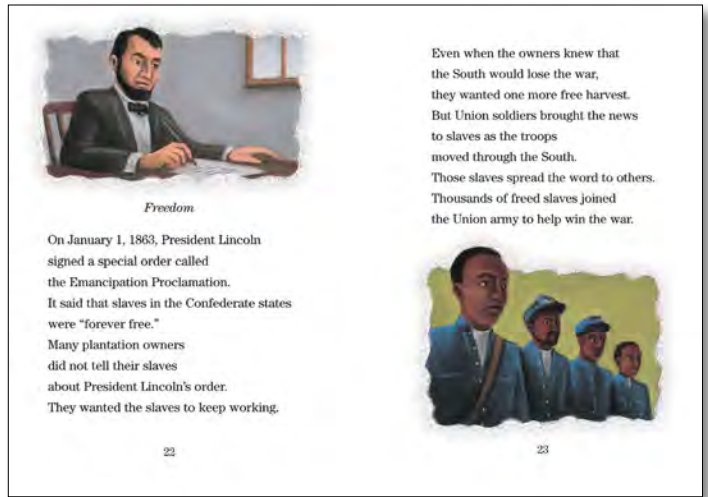 Freedom
On January 1, 1863, President Lincoln
signed a special order called
the Emancipation Proclamation.
It said that slaves in the Confederate states
were “forever free.”
Many plantation owners
did not tell their slaves
about President Lincoln’s order.
They wanted the slaves to keep working.
22
Even when the owners knew that
the South would lose the war,
they wanted one more free harvest.
But Union soldiers brought the news
to slaves as the troops
moved through the South.
Those slaves spread the word to others.
Thousands of freed slaves joined
the Union army to help win the war.
23